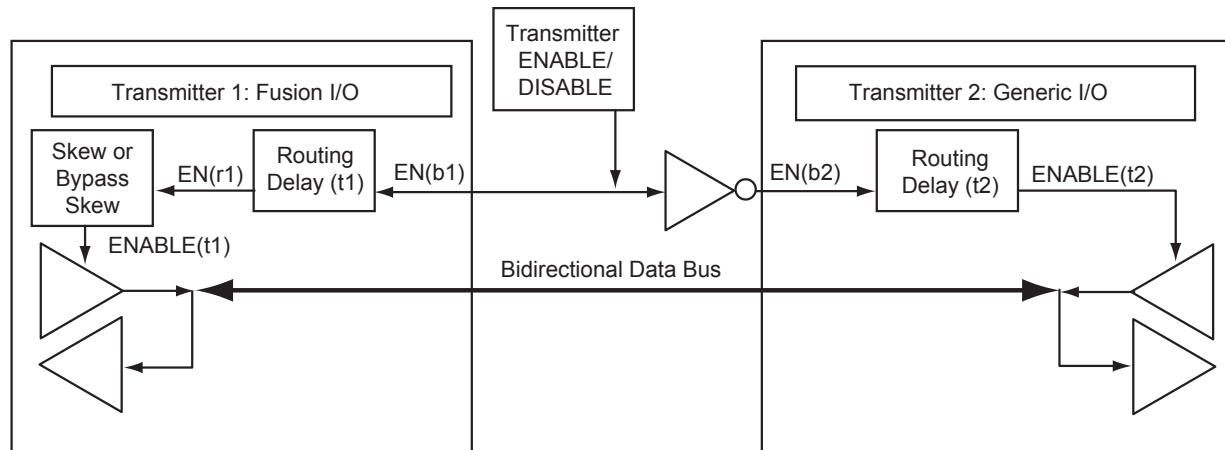 Transmitter
ENABLE/
DISABLE
Transmitter 1: Fusion I/O
Transmitter 2: Generic I/O
Skew or
Bypass
Skew
EN(r1)
Routing
Delay (t1)
EN(b1)
EN(b2)
Routing
Delay (t2)
ENABLE(t2)
ENABLE(t1)
Bidirectional Data Bus